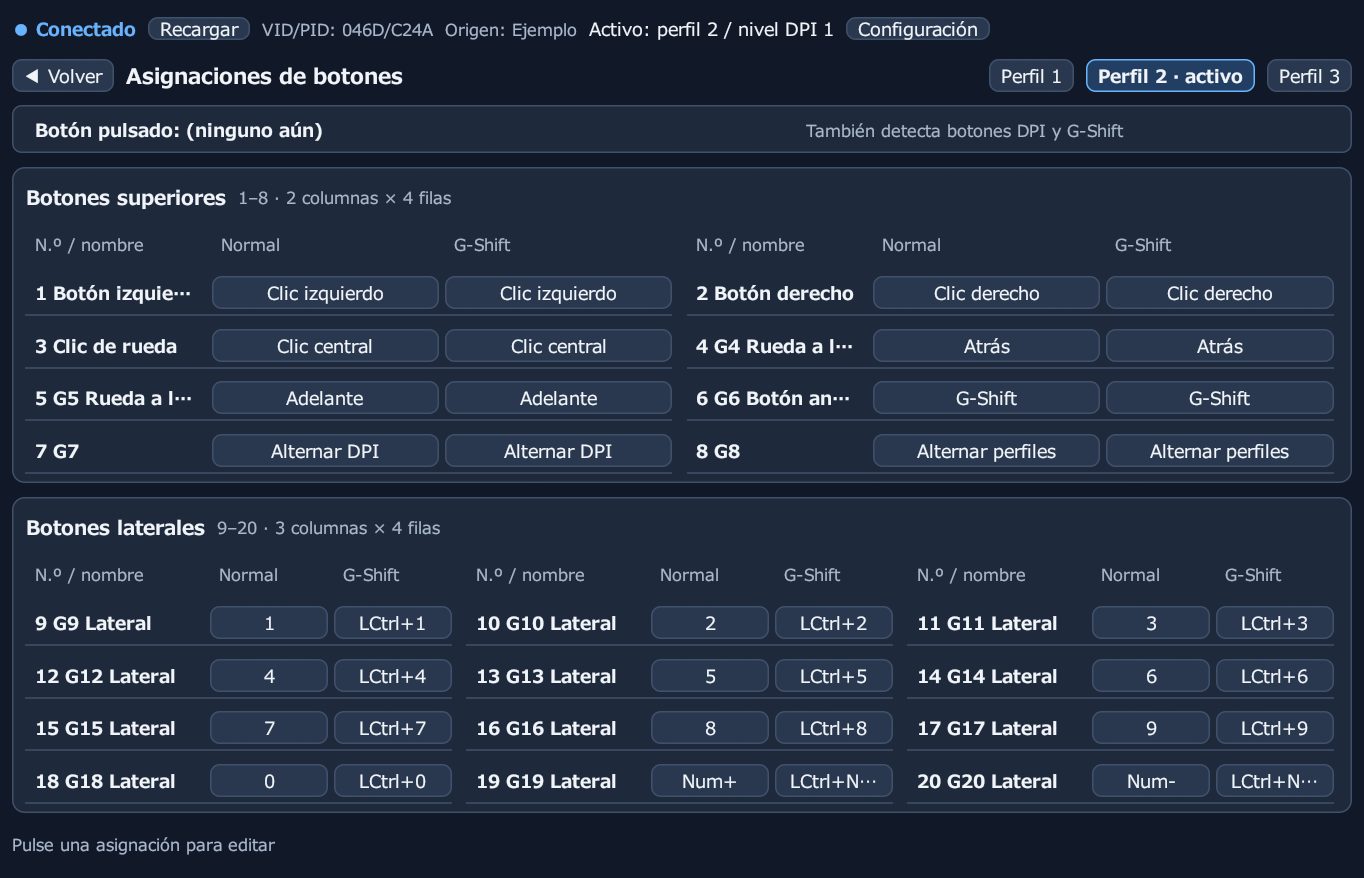 Conectado Recargar VID/PID: 046D/C24A Origen: Ejemplo Activo: perfil 2 / nivel DPI 1 Configuración
◀ Volver Asignaciones de botones Perfil 1 Perfil 2 · activo Perfil 3
Botón pulsado: (ninguno aún) También detecta botones DPI y G-Shift
Botones superiores 1–8 · 2 columnas × 4 filas
N.º / nombre Normal G-Shift N.º / nombre Normal G-Shift
1 Botón izquie··· Clic izquierdo Clic izquierdo 2 Botón derecho Clic derecho Clic derecho
3 Clic de rueda Clic central Clic central 4 G4 Rueda a l··· Atrás Atrás
5 G5 Rueda a l··· Adelante Adelante 6 G6 Botón an··· G-Shift G-Shift
7 G7 Alternar DPI Alternar DPI 8 G8 Alternar perfiles Alternar perfiles
Botones laterales 9–20 · 3 columnas × 4 filas
N.º / nombre Normal G-Shift N.º / nombre Normal G-Shift N.º / nombre Normal G-Shift
9 G9 Lateral 1 LCtrl+1 10 G10 Lateral 2 LCtrl+2 11 G11 Lateral 3 LCtrl+3
12 G12 Lateral 4 LCtrl+4 13 G13 Lateral 5 LCtrl+5 14 G14 Lateral 6 LCtrl+6
15 G15 Lateral 7 LCtrl+7 16 G16 Lateral 8 LCtrl+8 17 G17 Lateral 9 LCtrl+9
18 G18 Lateral 0 LCtrl+0 19 G19 Lateral Num+ LCtrl+N··· 20 G20 Lateral Num- LCtrl+N···
Pulse una asignación para editar